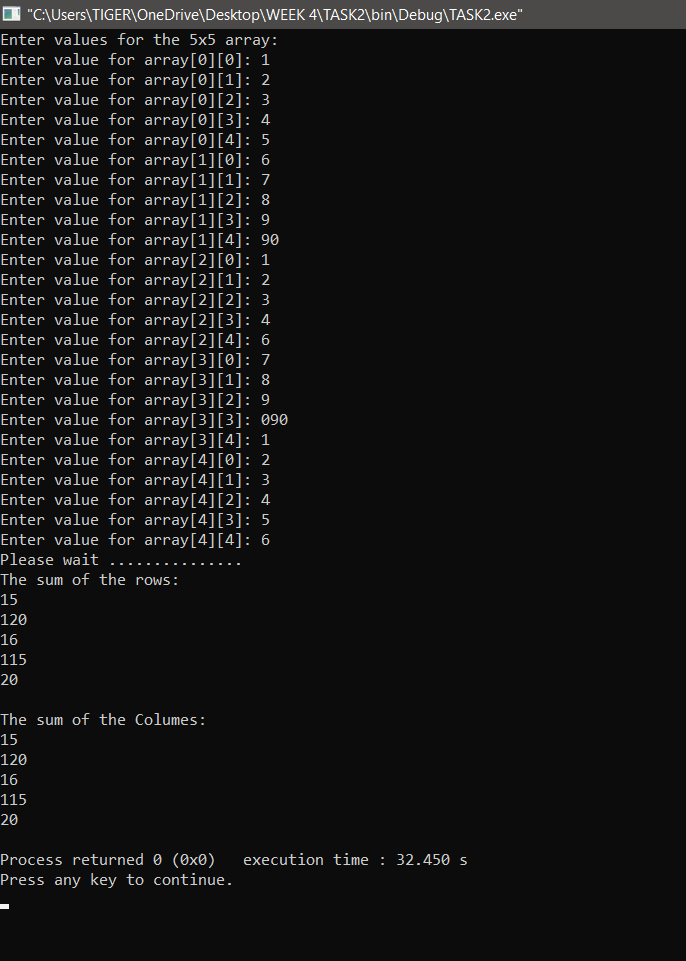 "C:\Users\TIGER\OneDrive\Desktop\WEEK 4\TASK2\bin\Debug\TASK2.exe"
Enter values for the 5x5 array:
Enter value for array[0][0]: 1
Enter value for array[0][1]: 2
Enter value for array[0][2]: 3
Enter value for array[0][3]: 4
Enter value for array[0][4]: 5
Enter value for array[1][0]: 6
Enter value for array[1][1]: 7
Enter value for array[1][2]: 8
Enter value for array[1][3]: 9
Enter value for array[1][4]: 90
Enter value for array[2][0]: 1
Enter value for array[2][1]: 2
Enter value for array[2][2]: 3
Enter value for array[2][3]: 4
Enter value for array[2][4]: 6
Enter value for array[3][0]: 7
Enter value for array[3][1]: 8
Enter value for array[3][2]: 9
Enter value for array[3][3]: 090
Enter value for array[3][4]: 1
Enter value for array[4][0]: 2
Enter value for array[4][1]: 3
Enter value for array[4][2]: 4
Enter value for array[4][3]: 5
Enter value for array[4][4]: 6
Please wait ...............
The sum of the rows:
15
120
16
115
20
The sum of the Columes:
15
120
16
115
20
Process returned 0 (0x0)   execution time : 32.450 s
Press any key to continue.